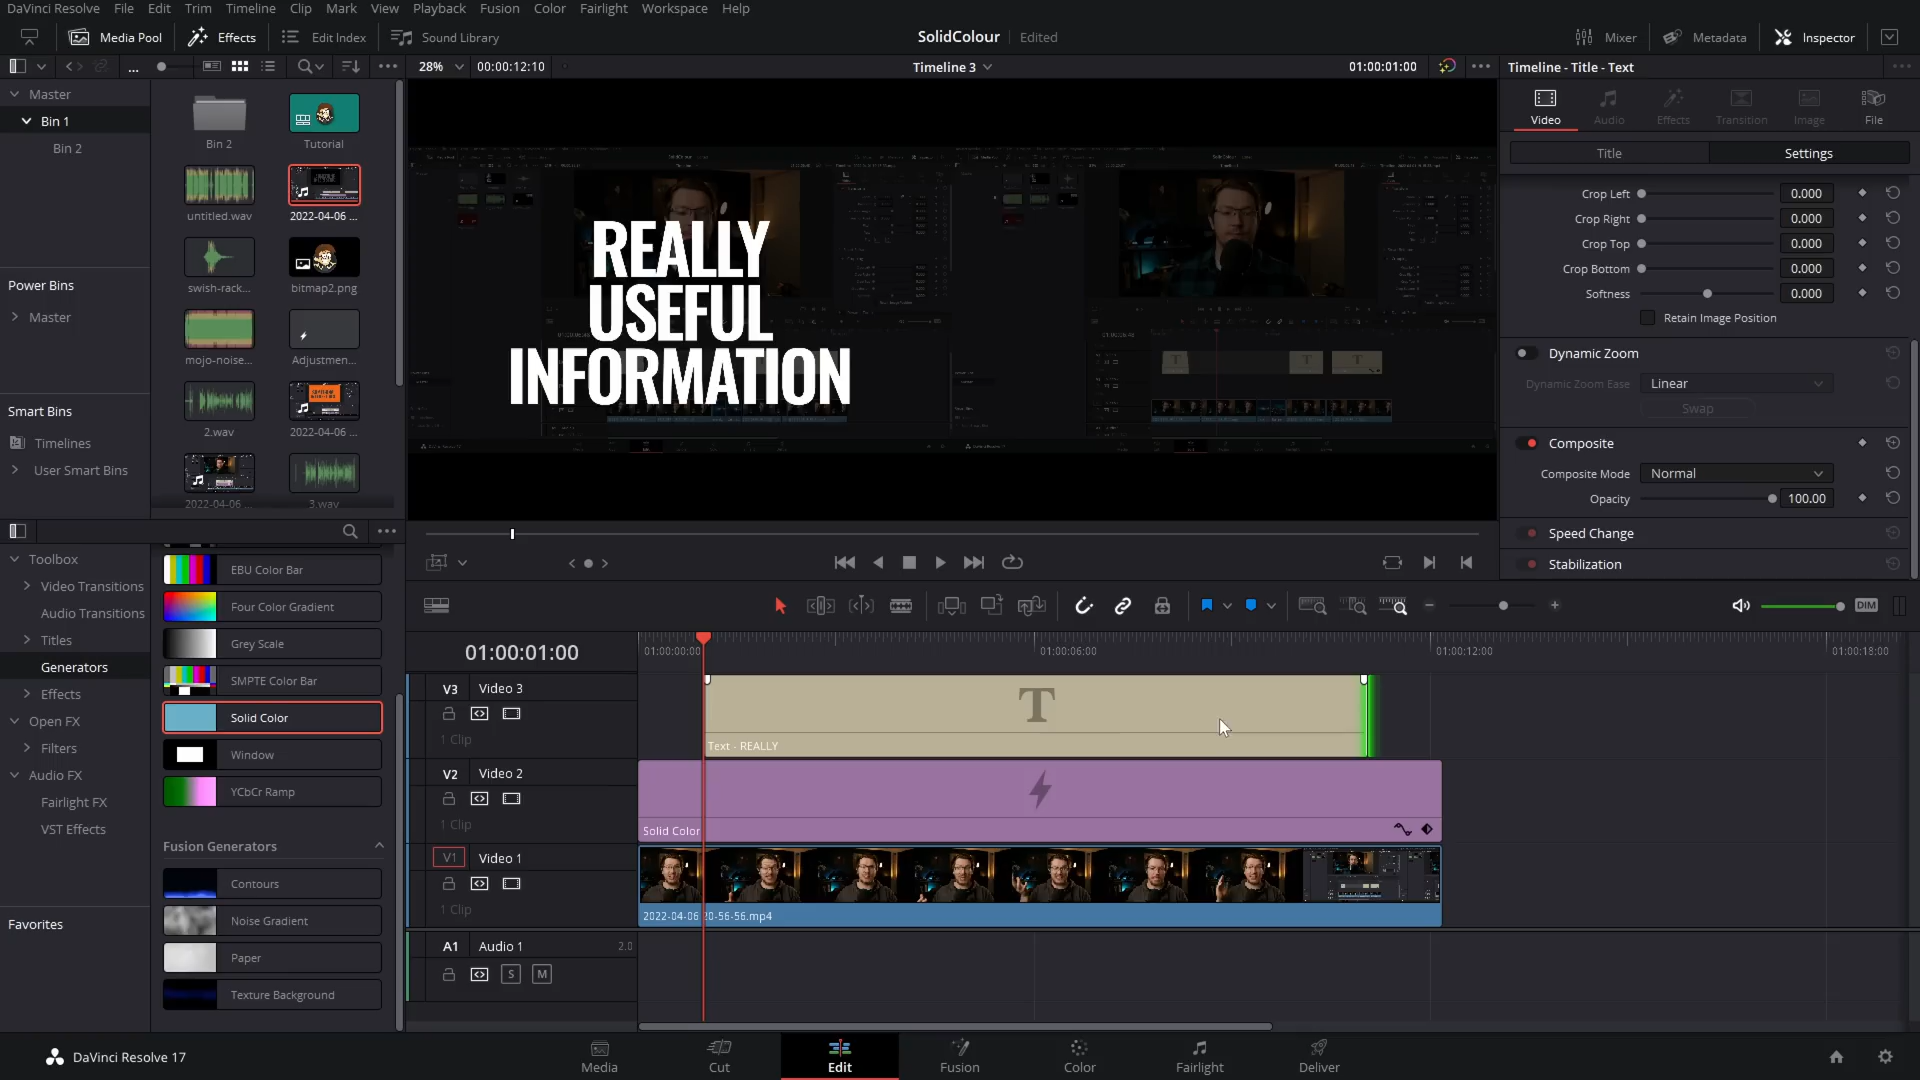 DaVinci Resolve File Edit Trim Timeline Clip Mark View Playback Fusion Color Fairlight Workspace Help
Media Pool Effects Edit Index Sound Library SolidColour Edited Mixer Metadata Inspector
28% 00:00:12:10 Timeline 3 01:00:01:00 Timeline - Title - Text
Master
Bin 1
Bin 2
Power Bins
Master
Smart Bins
Timelines
User Smart Bins
Bin 2 Tutorial
untitled.wav 2022-04-06 ...
swish-rack... bitmap2.png
mojo-noise... Adjustmen...
2.wav 2022-04-06 ...
2022-04-06 ... 3.wav
REALLY
USEFUL
INFORMATION
Video Audio Effects Transition Image File
Title Settings
Crop Left 0.000
Crop Right 0.000
Crop Top 0.000
Crop Bottom 0.000
Softness 0.000
Retain Image Position
Dynamic Zoom
Dynamic Zoom Ease Linear
Swap
Composite
Composite Mode Normal
Opacity 100.00
Speed Change
Stabilization
Toolbox
Video Transitions
Audio Transitions
Titles
Generators
Effects
Open FX
Filters
Audio FX
Fairlight FX
VST Effects
Favorites
EBU Color Bar
Four Color Gradient
Grey Scale
SMPTE Color Bar
Solid Color
Window
YCbCr Ramp
Fusion Generators
Contours
Noise Gradient
Paper
Texture Background
DIM
01:00:01:00 01:00:00:00 01:00:06:00 01:00:12:00 01:00:18:00
V3 Video 3
1 Clip
T
Text - REALLY
V2 Video 2
1 Clip
Solid Color
V1 Video 1
1 Clip
2022-04-06 20-56-56.mp4
A1 Audio 1 2.0
S M
DaVinci Resolve 17
Media Cut Edit Fusion Color Fairlight Deliver